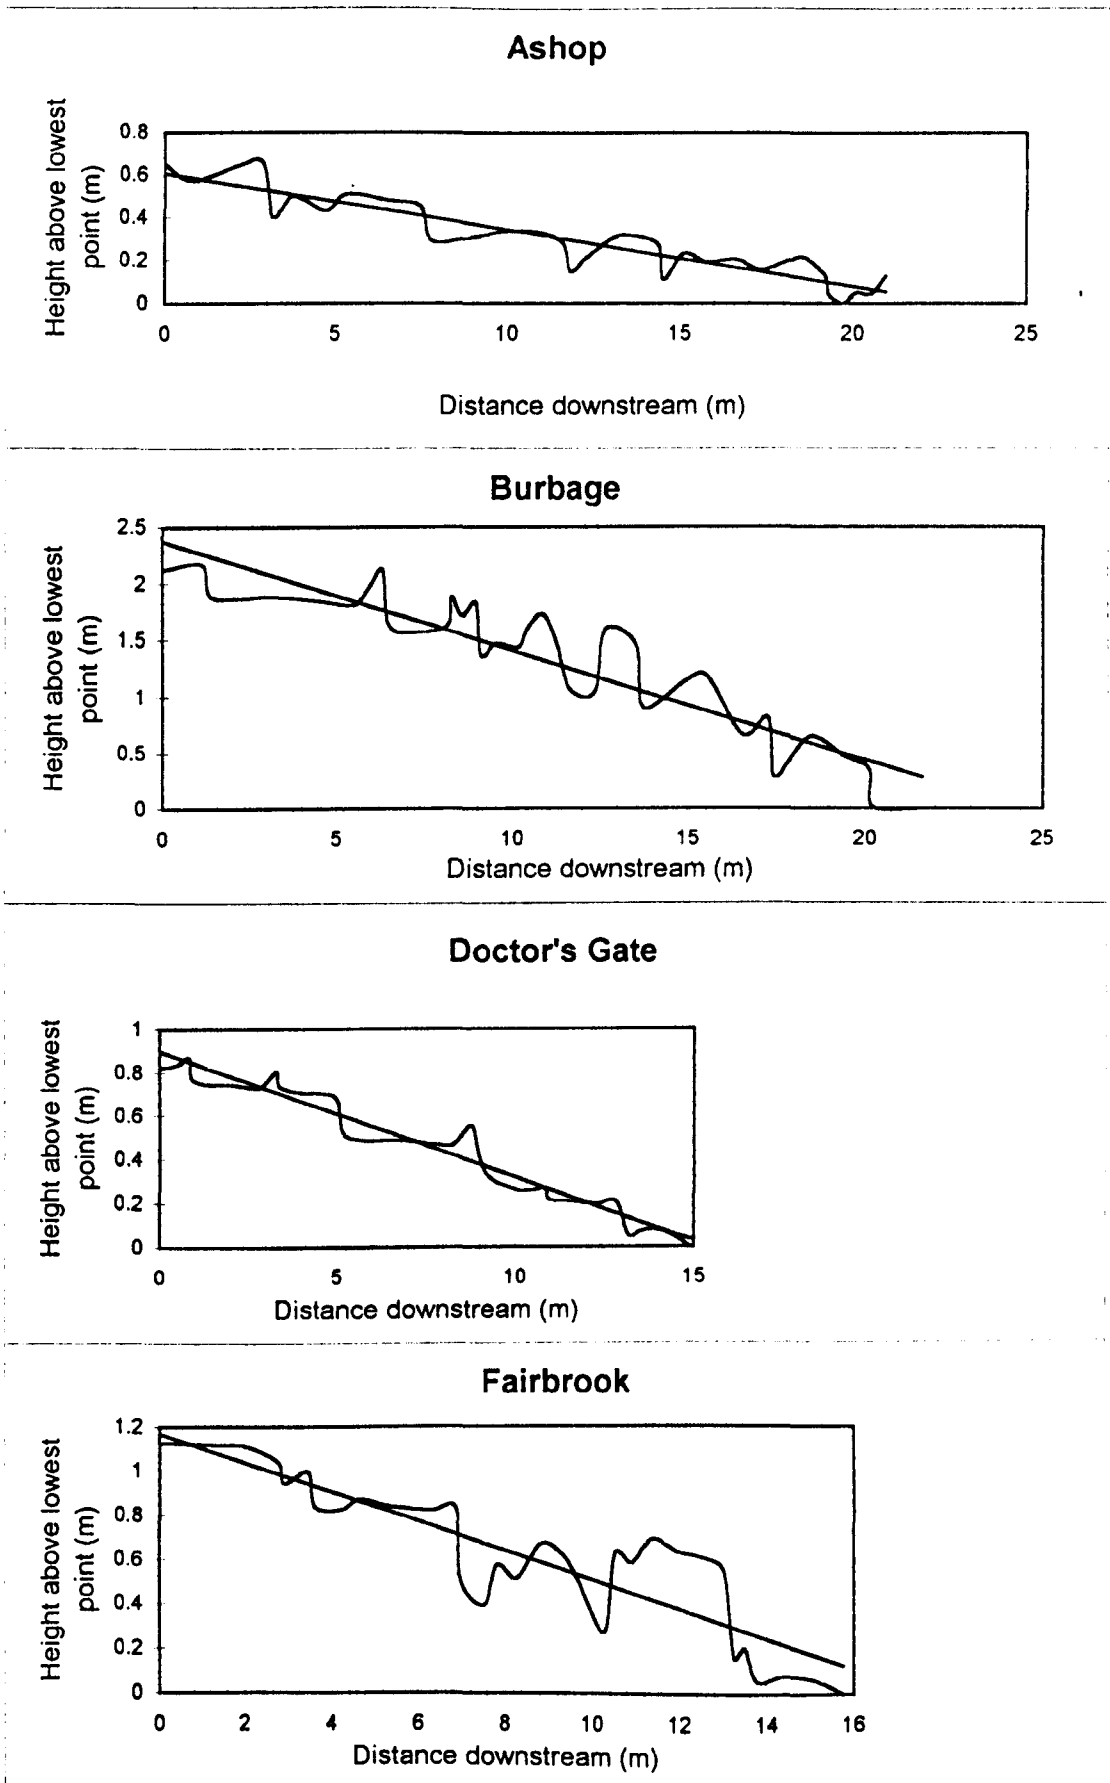 Ashop
Height above lowest
point (m)
0.8
0.6
0.4
0.2
0
0 5 10 15 20 25
Distance downstream (m)
Burbage
Height above lowest
point (m)
2.5
2
1.5
1
0.5
0
0 5 10 15 20 25
Distance downstream (m)
Doctor's Gate
Height above lowest
point (m)
1
0.8
0.6
0.4
0.2
0
0 5 10 15
Distance downstream (m)
Fairbrook
Height above lowest
point (m)
1.2
1
0.8
0.6
0.4
0.2
0
0 2 4 6 8 10 12 14 16
Distance downstream (m)